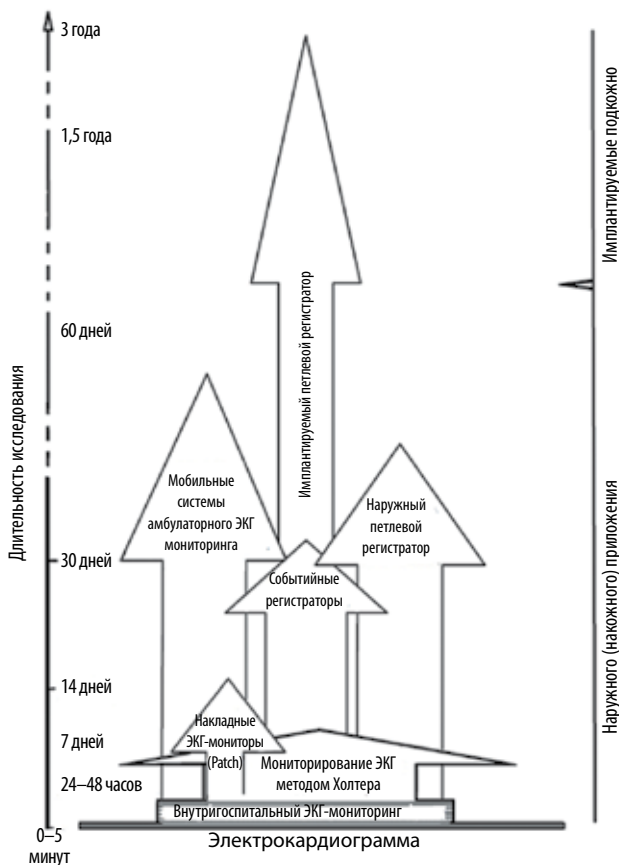 3 года
1,5 года
60 дней
30 дней
14 дней
7 дней
24–48 часов
0–5
минут
Длительность исследования
Имплантируемый петлевой регистратор
Мобильные
системы
амбулаторного ЭКГ
мониторинга
Наружный
петлевой
регистратор
Событийные
регистраторы
Накладные
ЭКГ-мониторы
(Patch)
Мониторирование ЭКГ
методом Холтера
Внутригоспитальный ЭКГ-мониторинг
Электрокардиограмма
Имплантируемые подкожно
Наружного (накожного) приложения